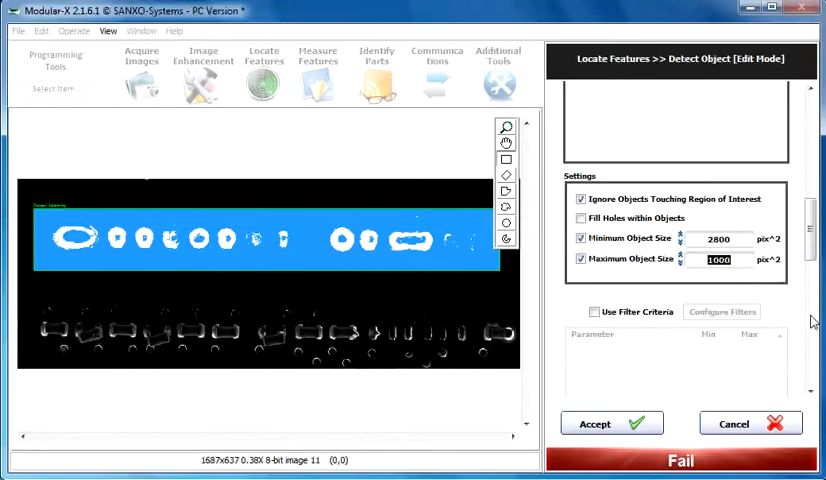 Modular-X 2.1.6.1 © SANXO-Systems - PC Version *
File Edit Operate View Window Help
Programming Tools
Select Item...
Acquire Images
Image Enhancement
Locate Features
Measure Features
Identify Parts
Communica tions
Additional Tools
Locate Features >> Detect Object [Edit Mode]
Settings
Ignore Objects Touching Region of Interest
Fill Holes within Objects
Minimum Object Size 2800 pix^2
Maximum Object Size 1000 pix^2
Use Filter Criteria Configure Filters
Parameter Min Max
Accept Cancel
1687x637 0.38X 8-bit image 11 (0,0)
Fail